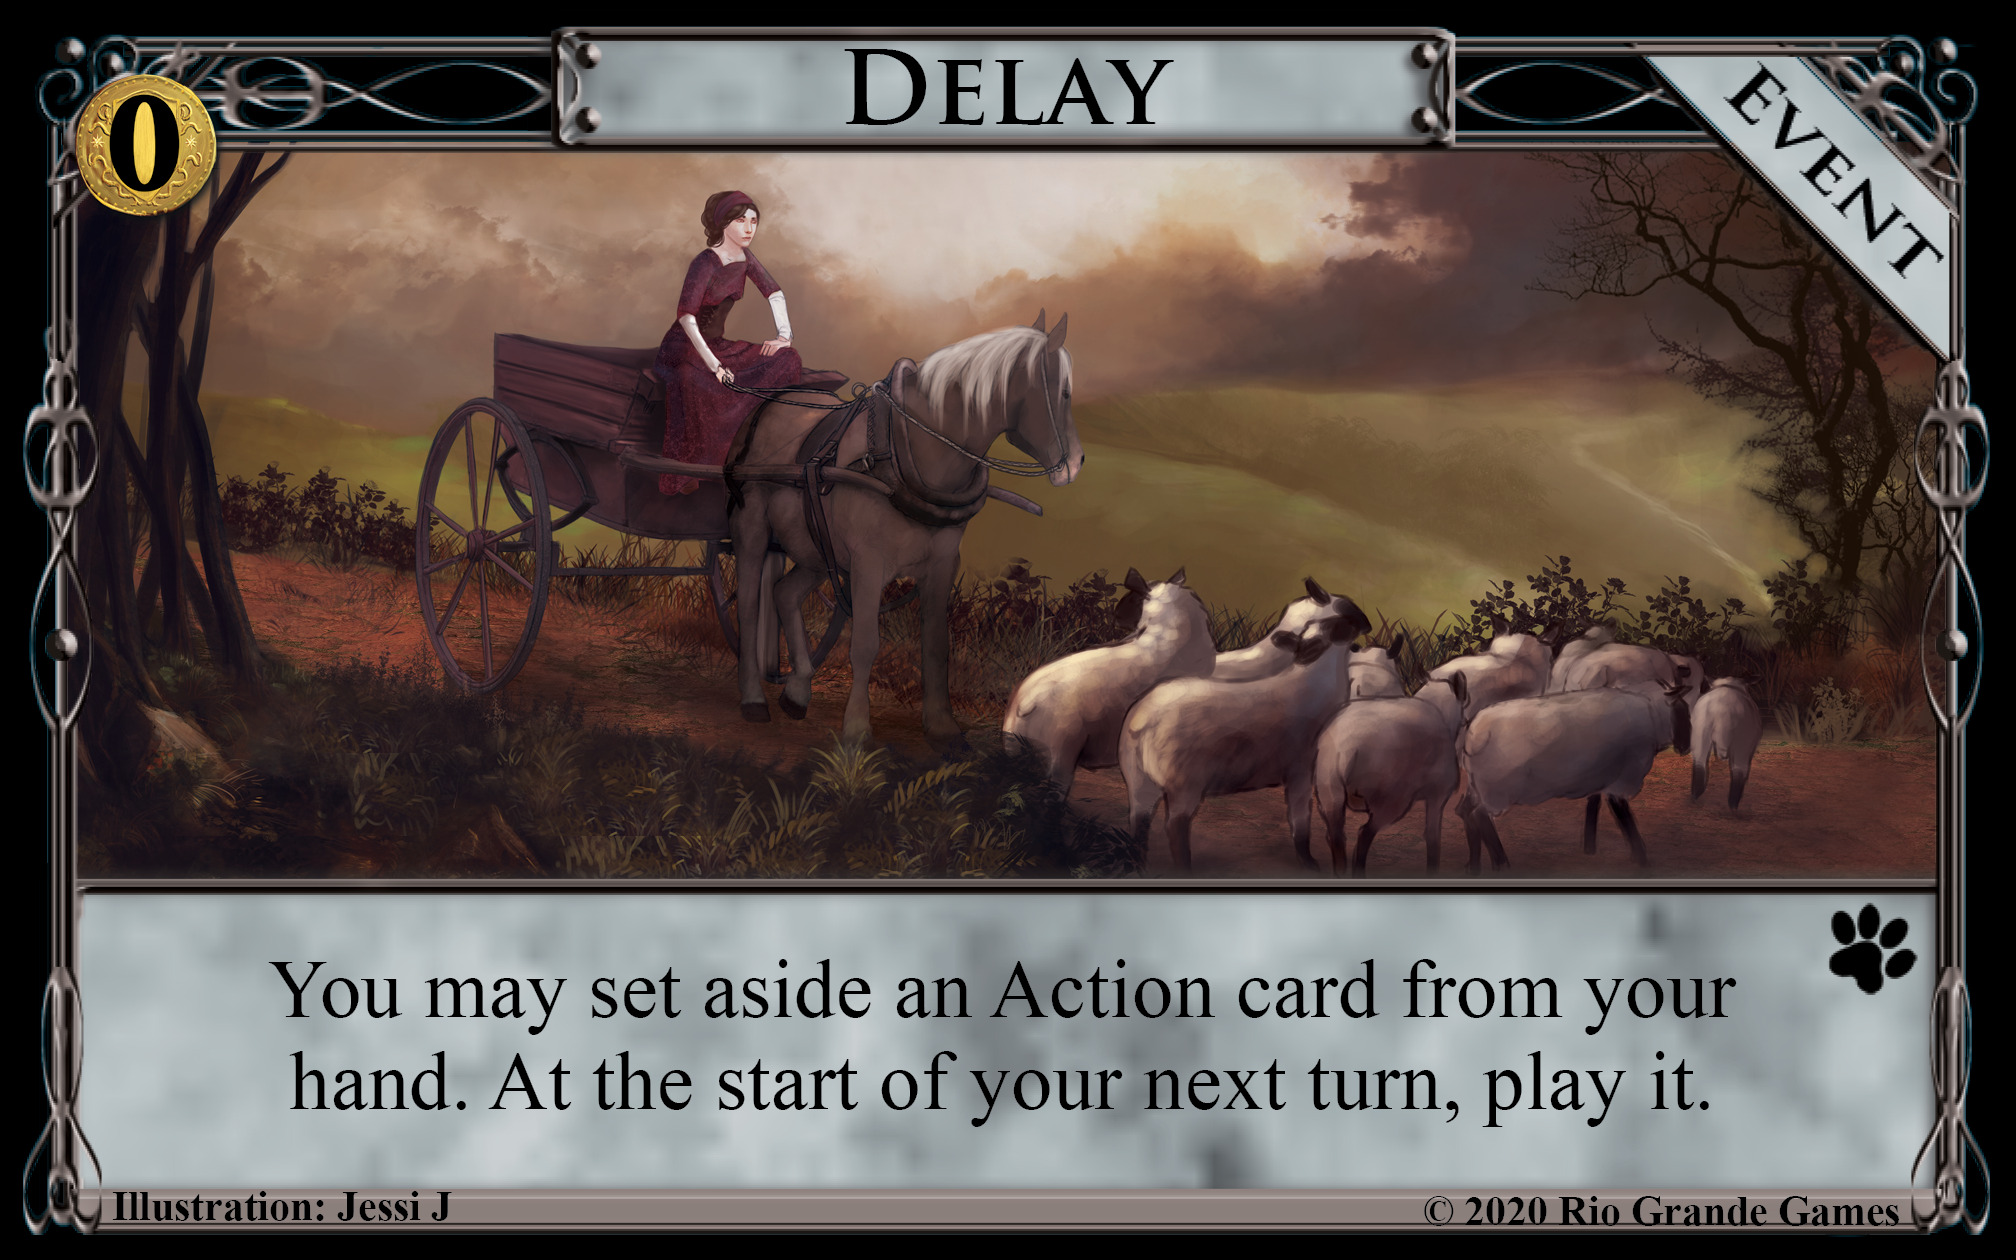 DELAY
0
EVENT
You may set aside an Action card from your
hand. At the start of your next turn, play it.
Illustration: Jessi J
© 2020 Rio Grande Games